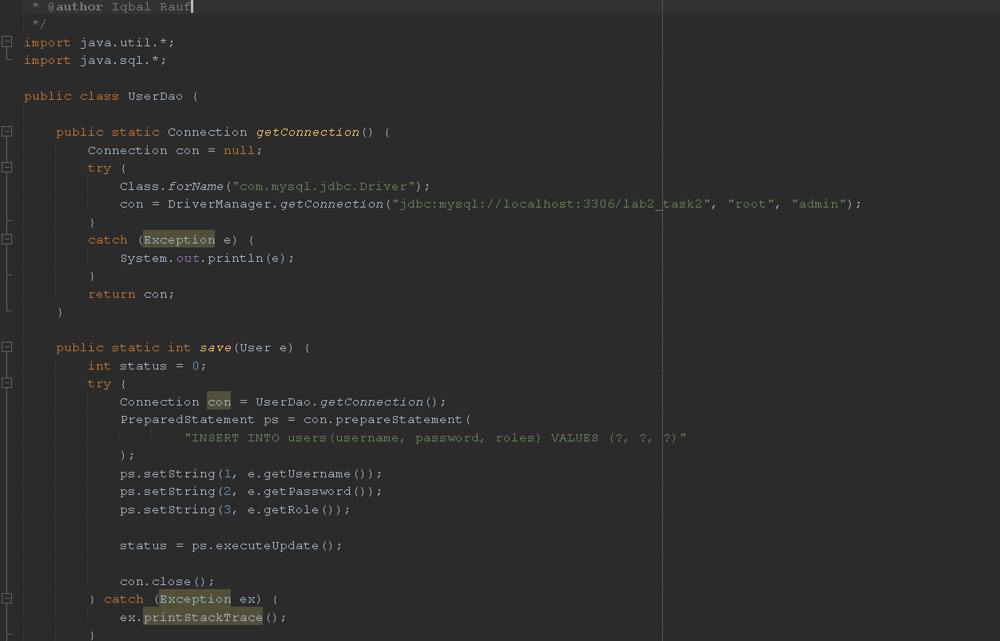 * @author Iqbal Rauf
*/
import java.util.*;
import java.sql.*;
public class UserDao {
public static Connection getConnection() {
Connection con = null;
try {
Class.forName("com.mysql.jdbc.Driver");
con = DriverManager.getConnection("jdbc:mysql://localhost:3306/lab2_task2", "root", "admin");
}
catch (Exception e) {
System.out.println(e);
}
return con;
}
public static int save(User e) {
int status = 0;
try {
Connection con = UserDao.getConnection();
PreparedStatement ps = con.prepareStatement(
"INSERT INTO users(username, password, roles) VALUES (?, ?, ?)"
);
ps.setString(1, e.getUsername());
ps.setString(2, e.getPassword());
ps.setString(3, e.getRole());
status = ps.executeUpdate();
con.close();
} catch (Exception ex) {
ex.printStackTrace();
}